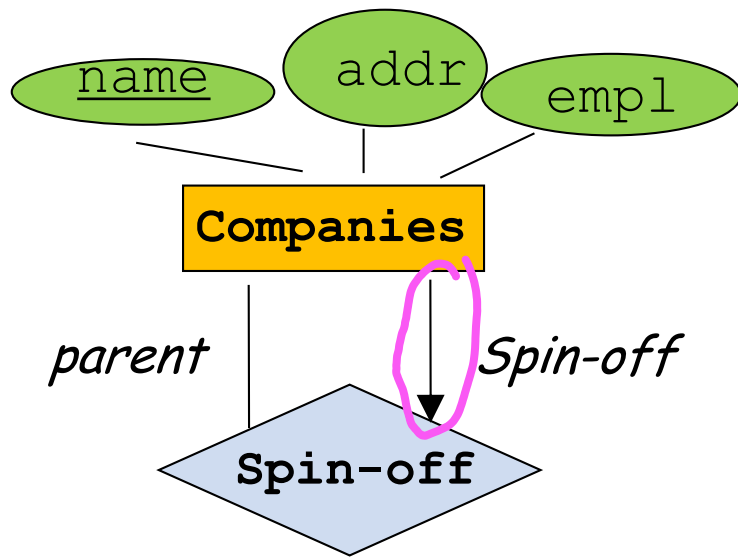 name
addr
empl
Companies
parent
Spin-off
Spin-off